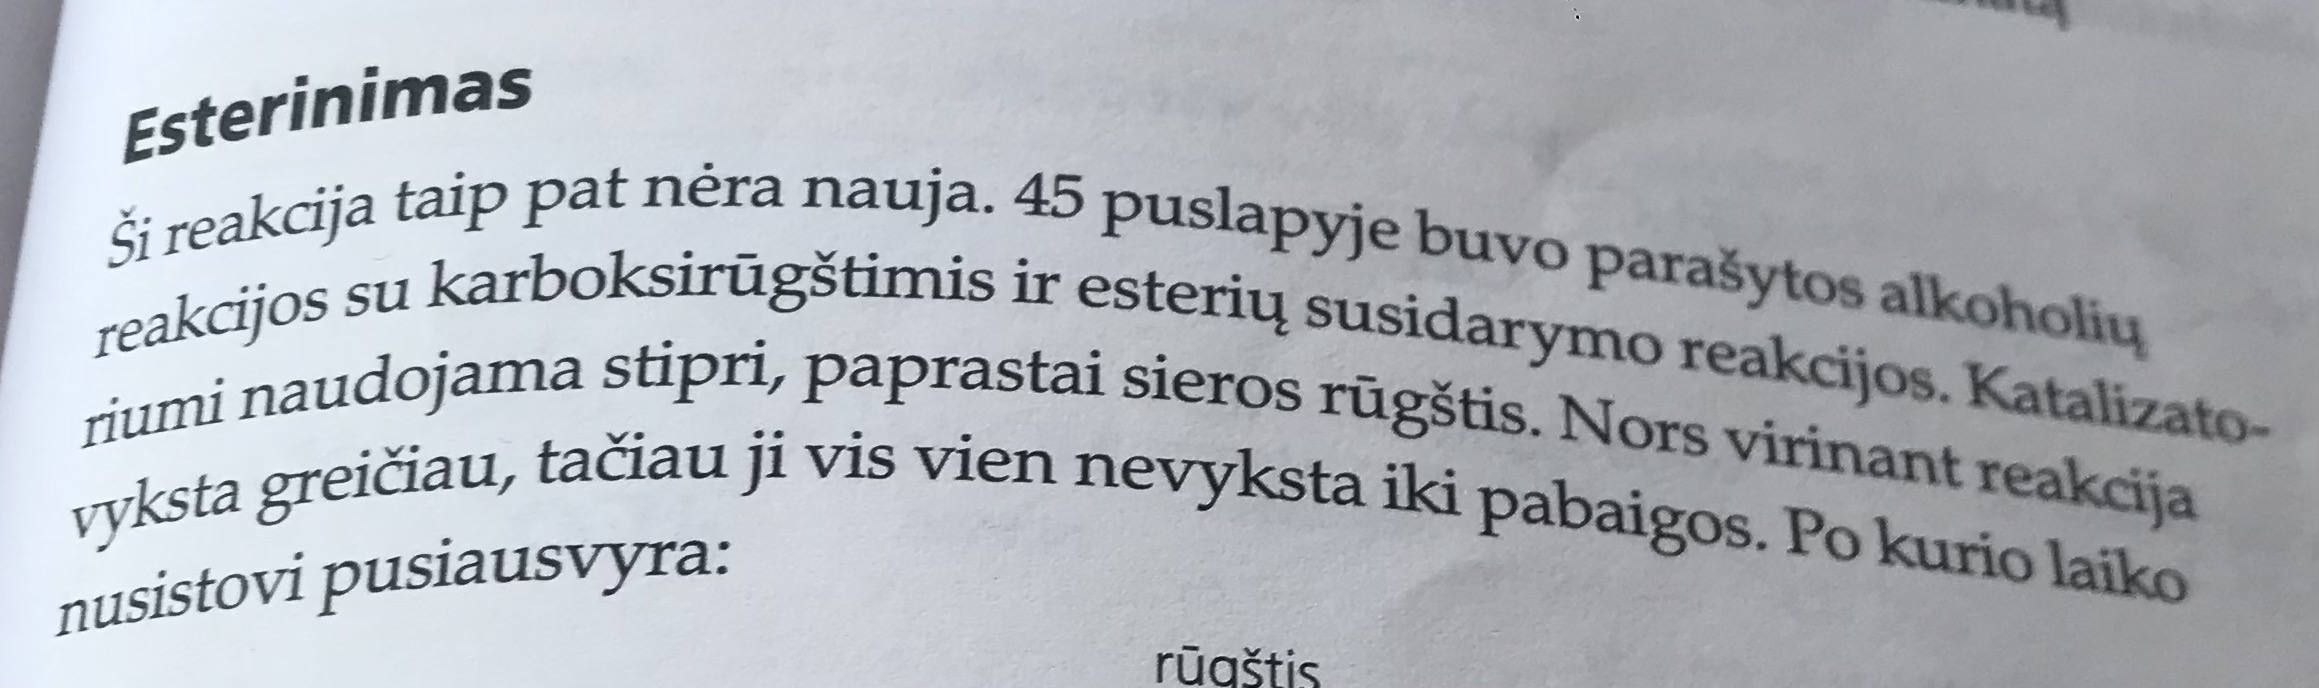 Esterinimas
Ši reakcija taip pat nėra nauja. 45 puslapyje buvo parašytos alkoholių
reakcijos su karboksirūgštimis ir esterių susidarymo reakcijos. Katalizato-
riumi naudojama stipri, paprastai sieros rūgštis. Nors virinant reakcija
vyksta greičiau, tačiau ji vis vien nevyksta iki pabaigos. Po kurio laiko
nusistovi pusiausvyra:
rūgštis